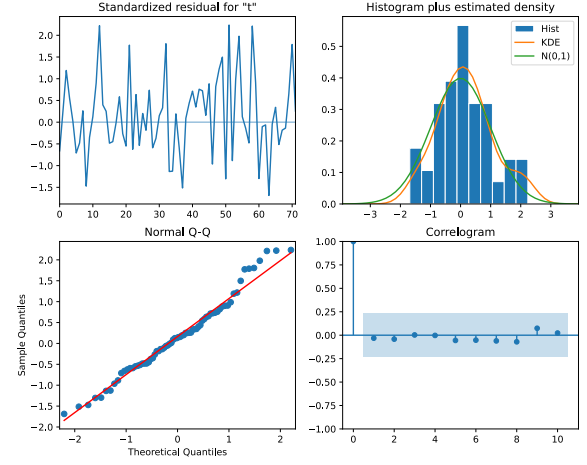 Standardized residual for "t"
2.0
1.5
1.0
0.5
0.0
−0.5
−1.0
−1.5
0 10 20 30 40 50 60 70
Histogram plus estimated density
Hist
KDE
N(0,1)
0.5
0.4
0.3
0.2
0.1
0.0
−3 −2 −1 0 1 2 3
Normal Q-Q
Sample Quantiles
2.0
1.5
1.0
0.5
0.0
−0.5
−1.0
−1.5
−2.0
−2 −1 0 1 2
Theoretical Quantiles
Correlogram
1.00
0.75
0.50
0.25
0.00
−0.25
−0.50
−0.75
−1.00
0 2 4 6 8 10